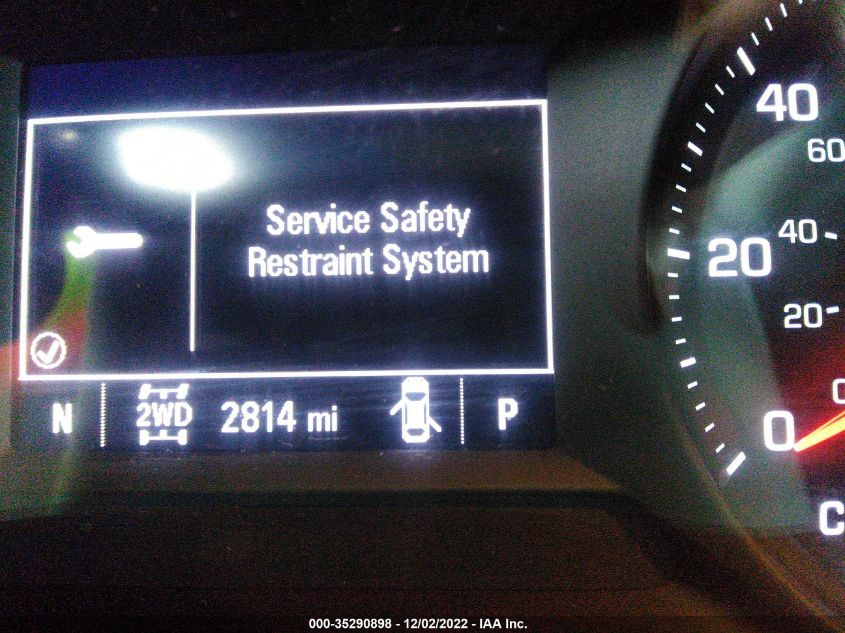 Service Safety
Restraint System
N 2WD 2814 mi P
40
60
20
40
20
0
0
C
000-35290898 - 12/02/2022 - IAA Inc.